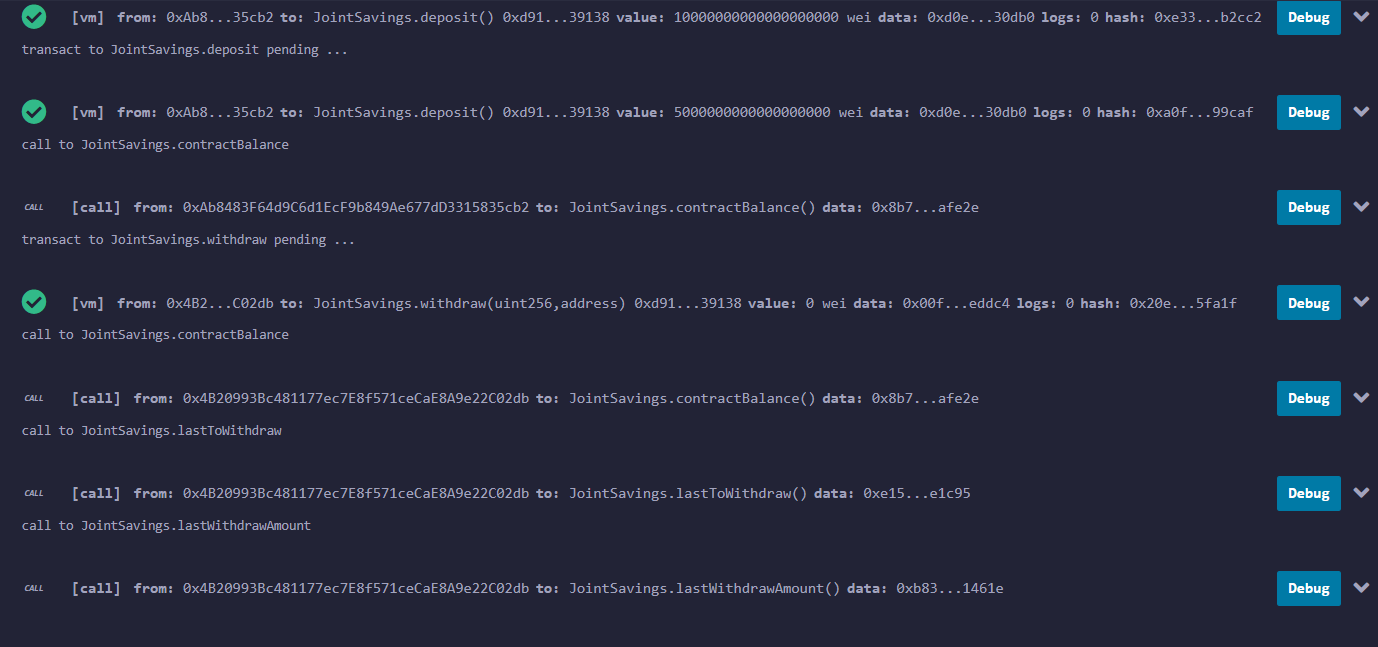 [vm] from: 0xAb8...35cb2 to: JointSavings.deposit() 0xd91...39138 value: 10000000000000000000 wei data: 0xd0e...30db0 logs: 0 hash: 0xe33...b2cc2 Debug
transact to JointSavings.deposit pending ...
[vm] from: 0xAb8...35cb2 to: JointSavings.deposit() 0xd91...39138 value: 5000000000000000000 wei data: 0xd0e...30db0 logs: 0 hash: 0xa0f...99caf Debug
call to JointSavings.contractBalance
CALL [call] from: 0xAb8483F64d9C6d1EcF9b849Ae677dD3315835cb2 to: JointSavings.contractBalance() data: 0x8b7...afe2e Debug
transact to JointSavings.withdraw pending ...
[vm] from: 0x4B2...C02db to: JointSavings.withdraw(uint256,address) 0xd91...39138 value: 0 wei data: 0x00f...eddc4 logs: 0 hash: 0x20e...5fa1f Debug
call to JointSavings.contractBalance
CALL [call] from: 0x4B20993Bc481177ec7E8f571ceCaE8A9e22C02db to: JointSavings.contractBalance() data: 0x8b7...afe2e Debug
call to JointSavings.lastToWithdraw
CALL [call] from: 0x4B20993Bc481177ec7E8f571ceCaE8A9e22C02db to: JointSavings.lastToWithdraw() data: 0xe15...e1c95 Debug
call to JointSavings.lastWithdrawAmount
CALL [call] from: 0x4B20993Bc481177ec7E8f571ceCaE8A9e22C02db to: JointSavings.lastWithdrawAmount() data: 0xb83...1461e Debug